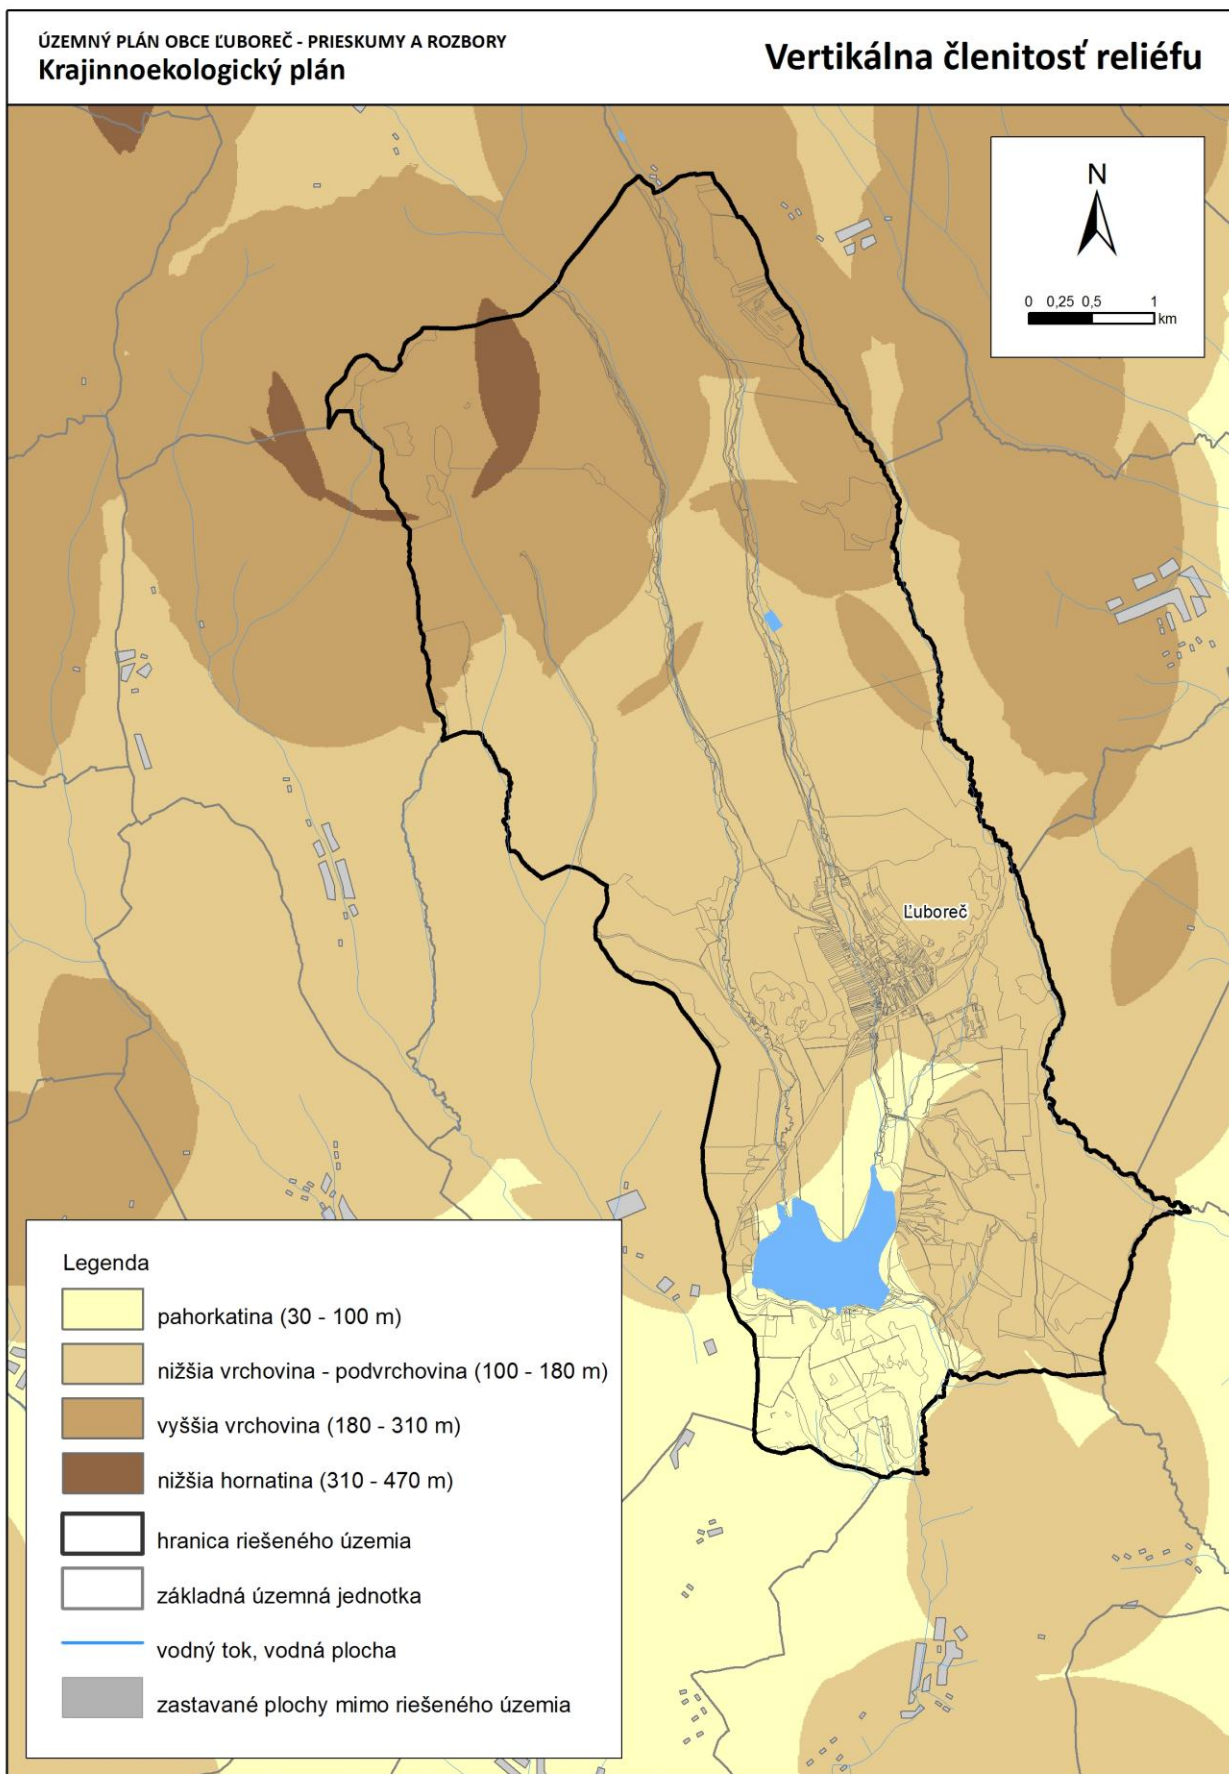 ÚZEMNÝ PLÁN OBCE ĽUBOREČ - PRIESKUMY A ROZBORY
Krajinnoekologický plán
Vertikálna členitosť reliéfu
N
0 0,25 0,5 1
km
Ľuboreč
Legenda
pahorkatina (30 - 100 m)
nižšia vrchovina - podvrchovina (100 - 180 m)
vyššia vrchovina (180 - 310 m)
nižšia hornatina (310 - 470 m)
hranica riešeného územia
základná územná jednotka
vodný tok, vodná plocha
zastavané plochy mimo riešeného územia